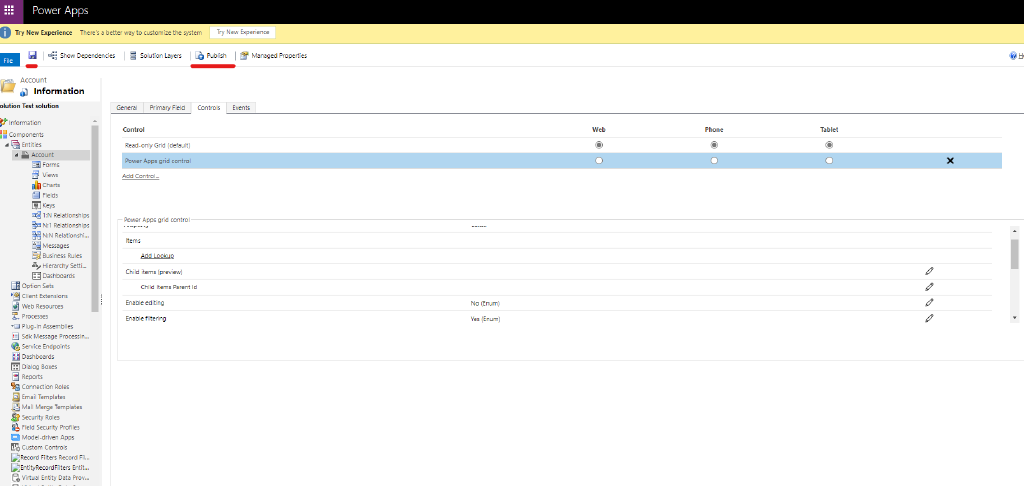 Power Apps
Try New Experience There's a better way to customize the system Try New Experience
File Show Dependencies Solution Layers Publish Managed Properties
Account
Information
olution Test solution
Information
Components
Entities
Account
Forms
Views
Charts
Fields
Keys
1:N Relationships
N:1 Relationships
N:N Relationshi...
Messages
Business Rules
Hierarchy Setti...
Dashboards
Option Sets
Client Extensions
Web Resources
Processes
Plug-in Assemblies
Sdk Message Processin...
Service Endpoints
Dashboards
Dialog Boxes
Reports
Connection Roles
Email Templates
Mail Merge Templates
Security Roles
Field Security Profiles
Model-driven Apps
Custom Controls
Record Filters Record Fil...
EntityRecordFilters Entit...
Virtual Entity Data Prov...
General Primary Field Controls Events
Control Web Phone Tablet
Read-only Grid (default)
Power Apps grid control
Add Control...
Power Apps grid control
Items
Add Lookup
Child items (preview)
Child Items Parent Id
Enable editing No (Enum)
Enable filtering Yes (Enum)